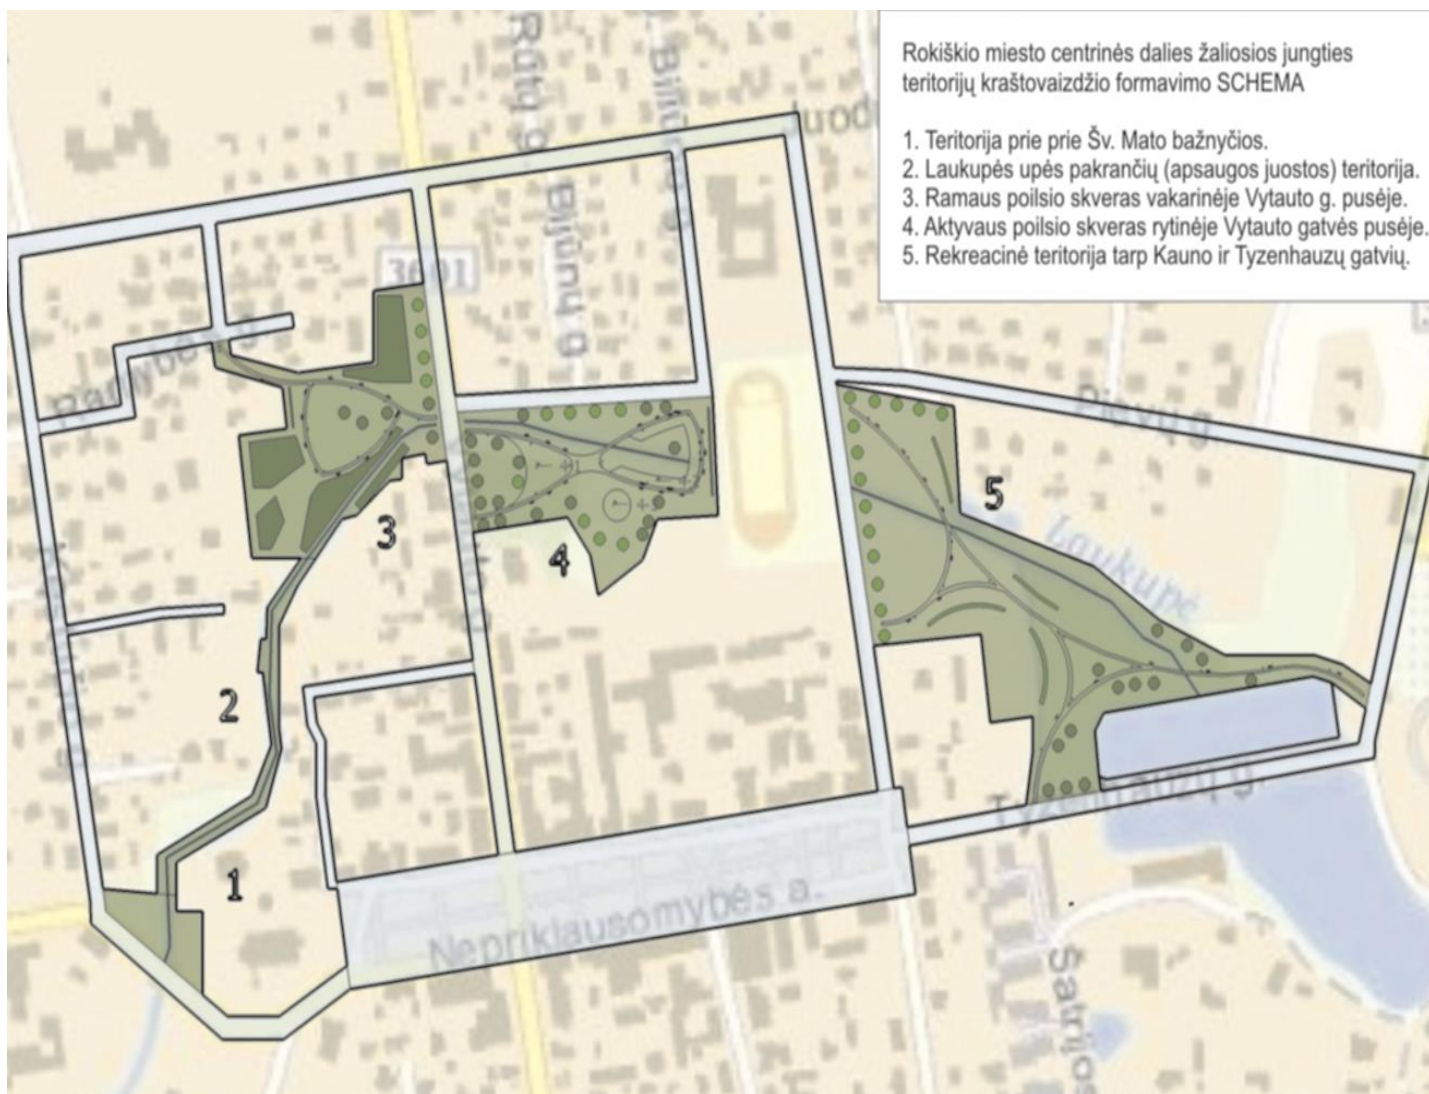 Rokiškio miesto centrinės dalies žaliosios jungties
teritorijų kraštovaizdžio formavimo SCHEMA
1. Teritorija prie prie Šv. Mato bažnyčios.
2. Laukupės upės pakrančių (apsaugos juostos) teritorija.
3. Ramaus poilsio skveras vakarinėje Vytauto g. pusėje.
4. Aktyvaus poilsio skveras rytinėje Vytauto gatvės pusėje.
5. Rekreacinė teritorija tarp Kauno ir Tyzenhauzų gatvių.
Rūtų g.
Bijūnų g.
3601
Pievų g.
Laukupė
5
3
4
2
1
Tyzenhauzų g.
Nepriklausomybės a.
Šatrijos